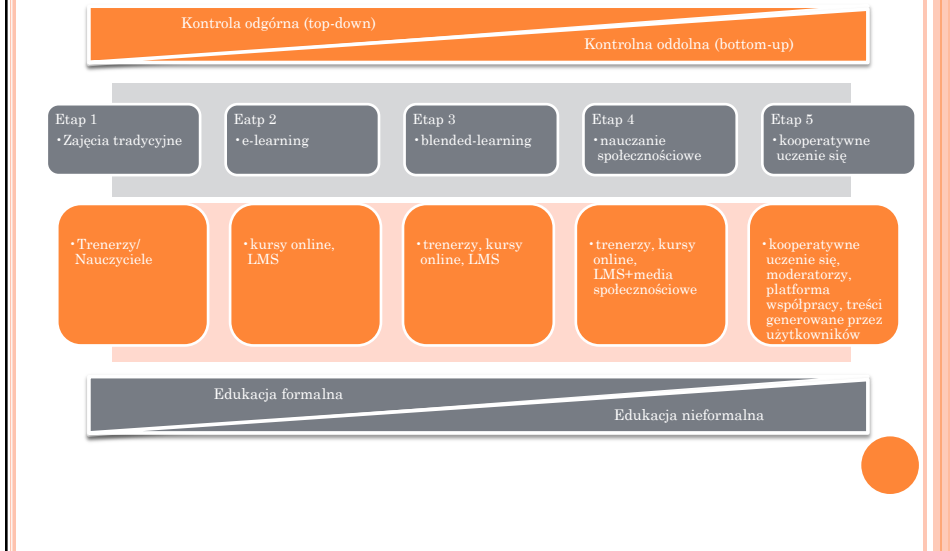 Kontrola odgórna (top-down)
Kontrolna oddolna (bottom-up)
Etap 1
•Zajęcia tradycyjne
Eatp 2
•e-learning
Etap 3
•blended-learning
Etap 4
•nauczanie
społecznościowe
Etap 5
•kooperatywne
uczenie się
•Trenerzy/
Nauczyciele
•kursy online,
LMS
•trenerzy, kursy
online, LMS
•trenerzy, kursy
online,
LMS+media
społecznościowe
•kooperatywne
uczenie się,
moderatorzy,
platforma
współpracy, treści
generowane przez
użytkowników
Edukacja formalna
Edukacja nieformalna